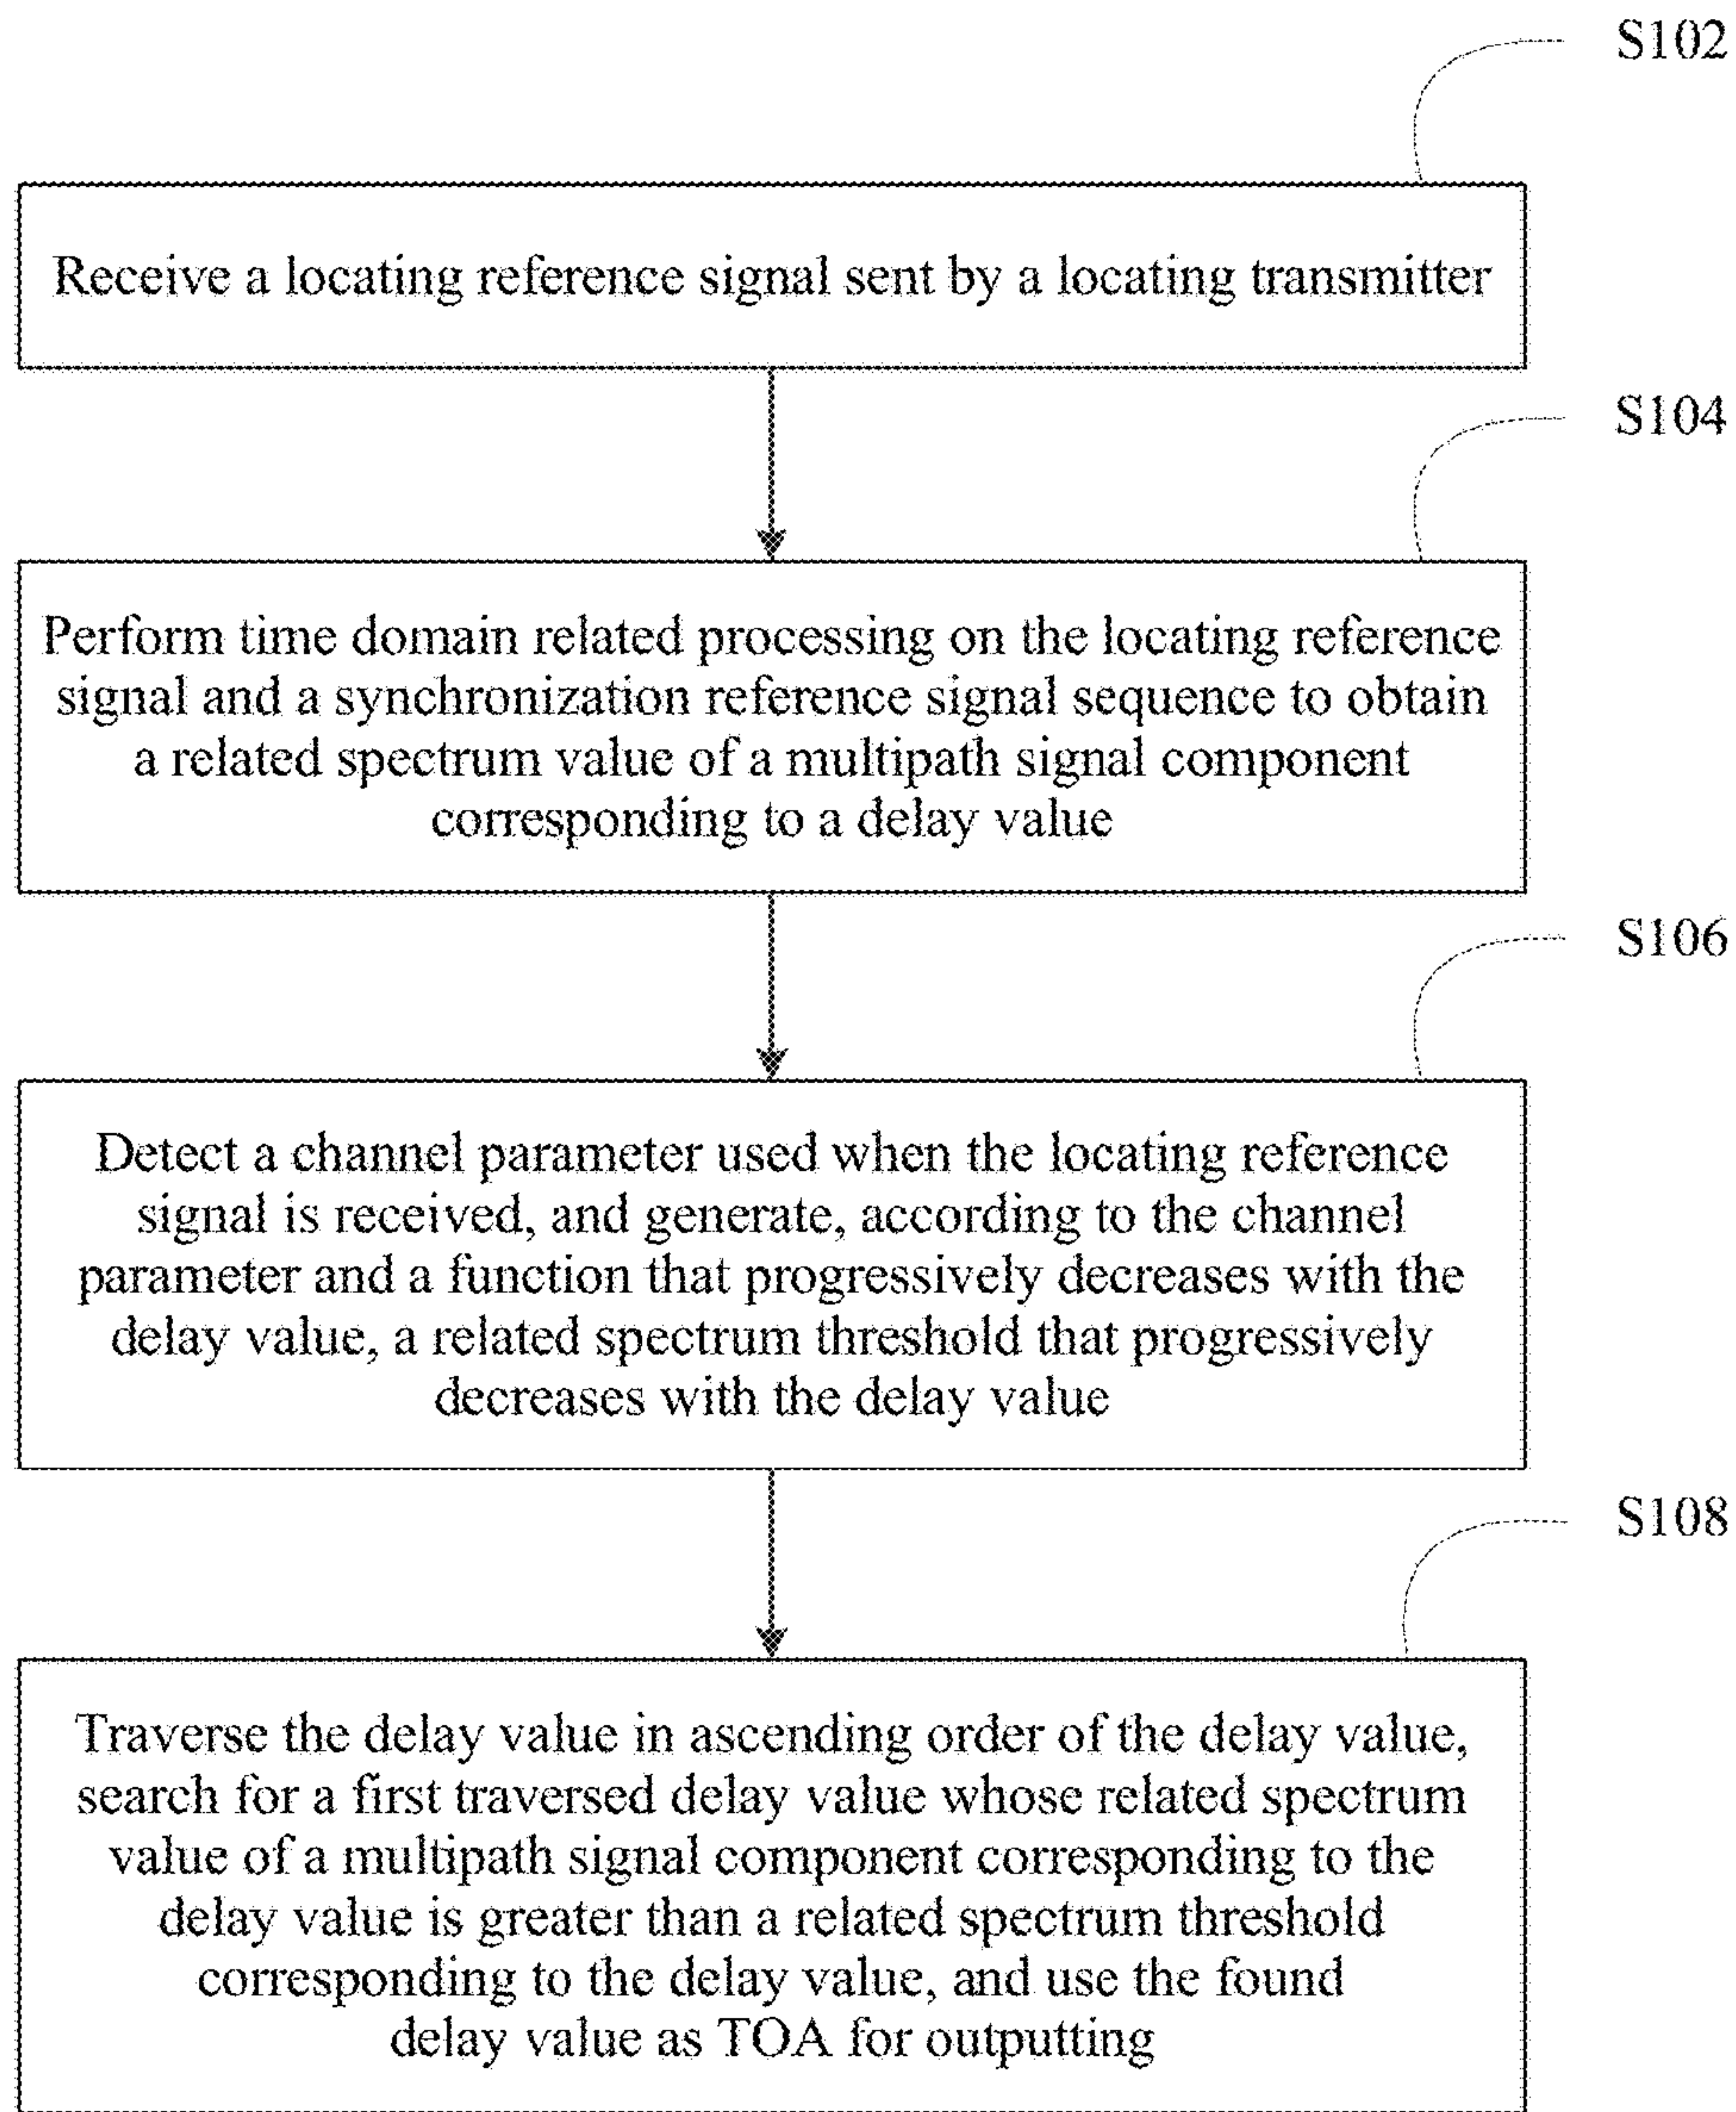 S102
Receive a locating reference signal sent by a locating transmitter
S104
Perform time domain related processing on the locating reference
signal and a synchronization reference signal sequence to obtain
a related spectrum value of a multipath signal component
corresponding to a delay value
S106
Detect a channel parameter used when the locating reference
signal is received, and generate, according to the channel
parameter and a function that progressively decreases with the
delay value, a related spectrum threshold that progressively
decreases with the delay value
S108
Traverse the delay value in ascending order of the delay value,
search for a first traversed delay value whose related spectrum
value of a multipath signal component corresponding to the
delay value is greater than a related spectrum threshold
corresponding to the delay value, and use the found
delay value as TOA for outputting